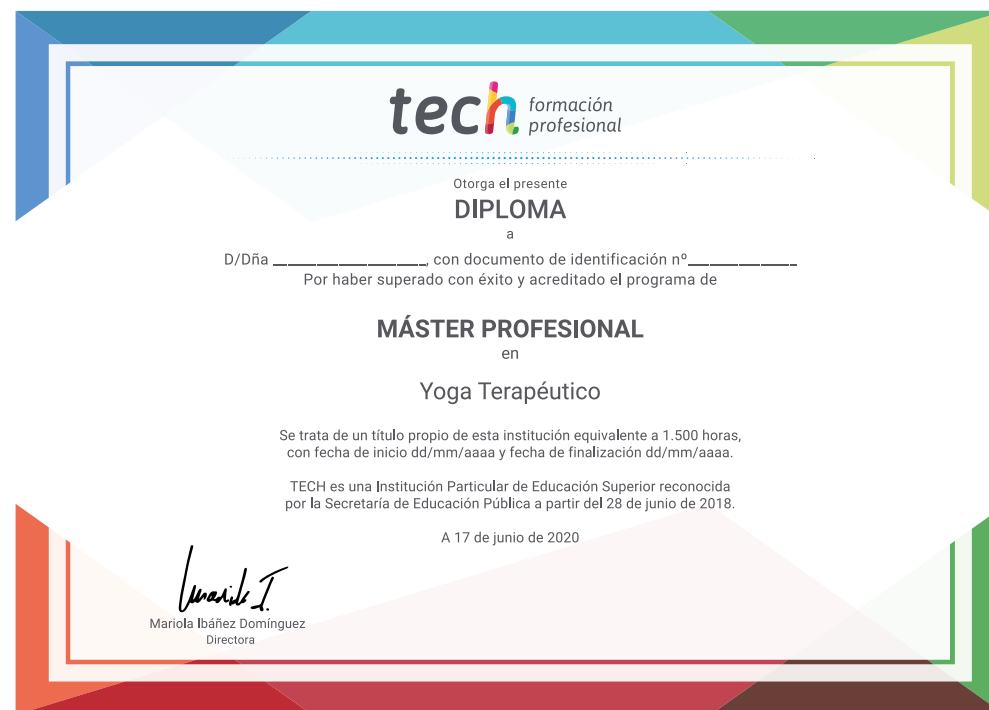 tech formación
profesional
Otorga el presente
DIPLOMA
a
D/Dña ____________________, con documento de identificación nº______________
Por haber superado con éxito y acreditado el programa de
MÁSTER PROFESIONAL
en
Yoga Terapéutico
Se trata de un título propio de esta institución equivalente a 1.500 horas,
con fecha de inicio dd/mm/aaaa y fecha de finalización dd/mm/aaaa.
TECH es una Institución Particular de Educación Superior reconocida
por la Secretaría de Educación Pública a partir del 28 de junio de 2018.
A 17 de junio de 2020
Mariola Ibáñez Domínguez
Directora